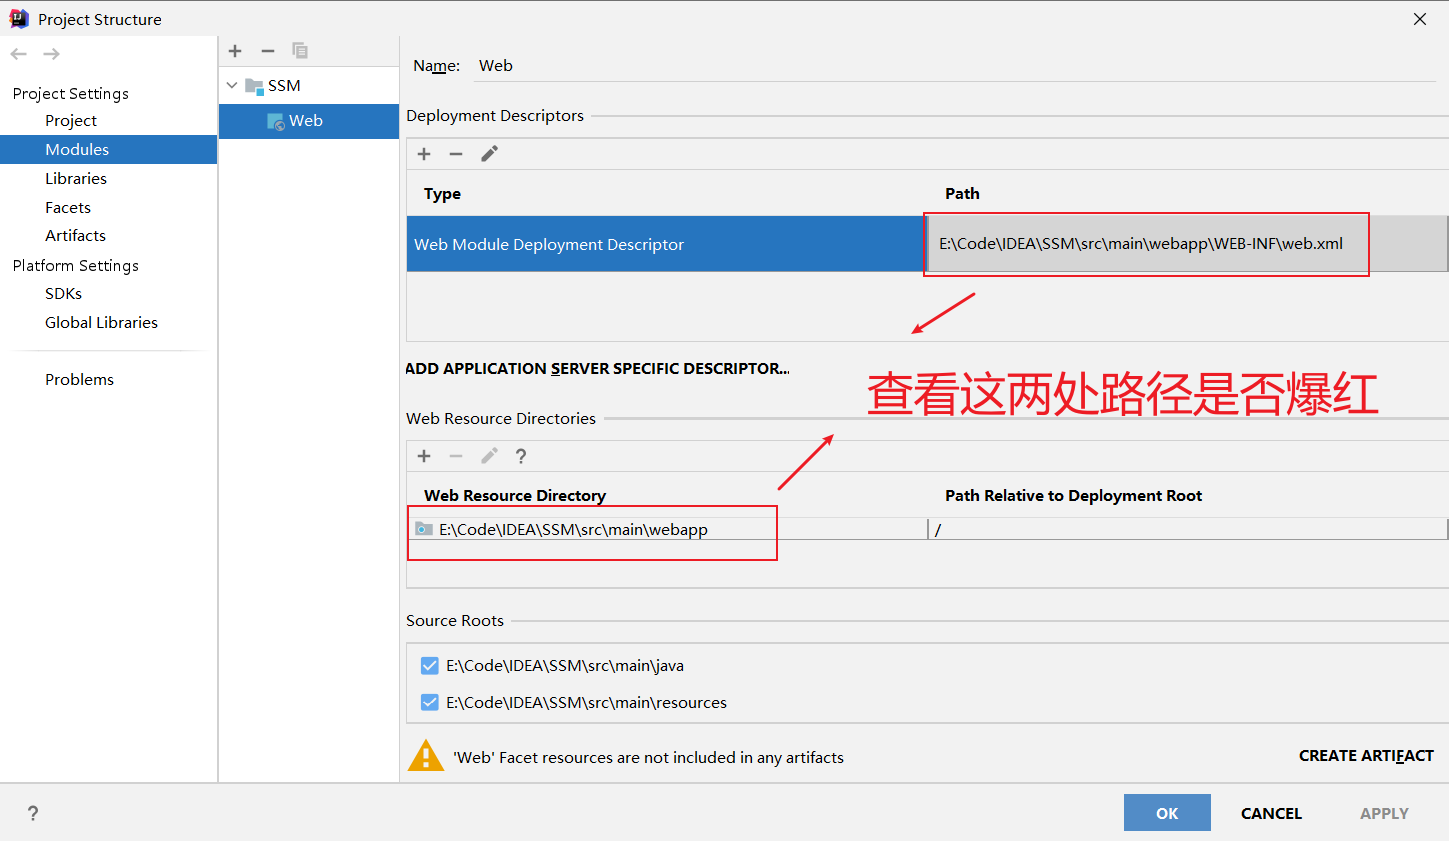 Project Structure
Project Settings
Project
Modules
Libraries
Facets
Artifacts
Platform Settings
SDKs
Global Libraries
Problems
SSM
Web
Name: Web
Deployment Descriptors
Type Path
Web Module Deployment Descriptor E:\Code\IDEA\SSM\src\main\webapp\WEB-INF\web.xml
ADD APPLICATION SERVER SPECIFIC DESCRIPTOR...
查看这两处路径是否爆红
Web Resource Directories
?
Web Resource Directory Path Relative to Deployment Root
E:\Code\IDEA\SSM\src\main\webapp /
Source Roots
E:\Code\IDEA\SSM\src\main\java
E:\Code\IDEA\SSM\src\main\resources
'Web' Facet resources are not included in any artifacts CREATE ARTIFACT
? OK CANCEL APPLY